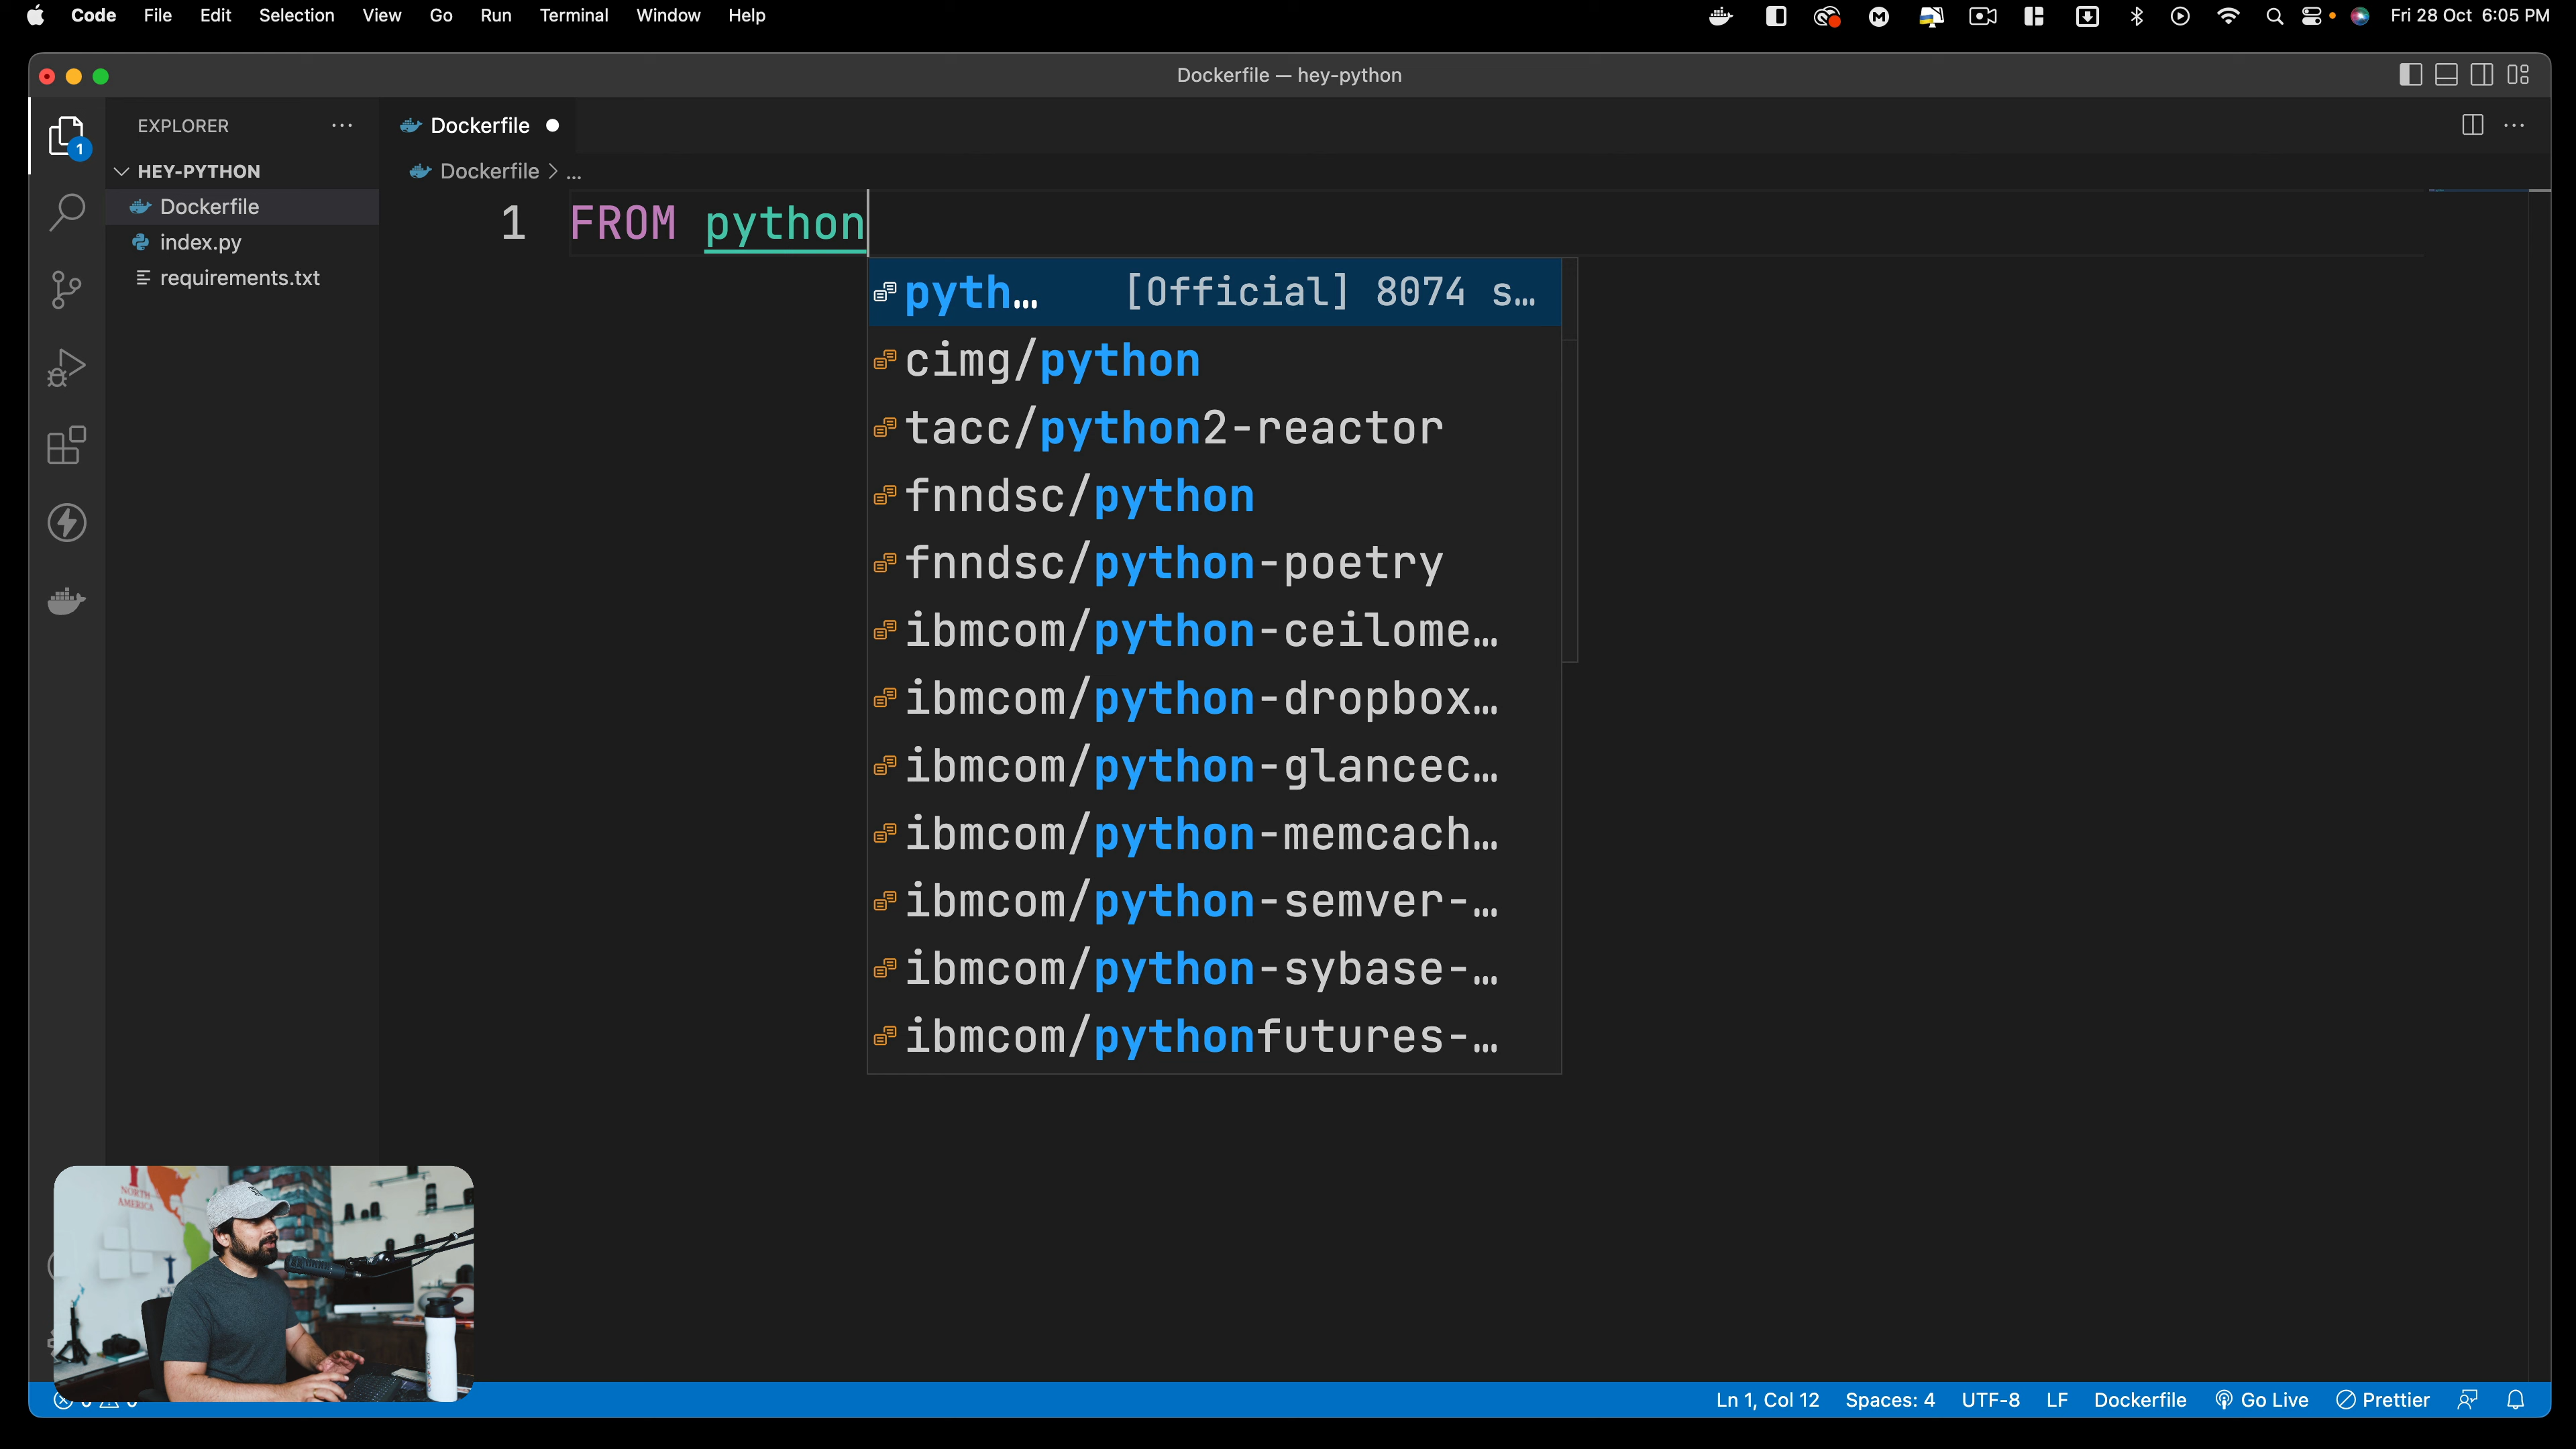 Code File Edit Selection View Go Run Terminal Window Help
Fri 28 Oct 6:05 PM
Dockerfile — hey-python
EXPLORER
HEY-PYTHON
Dockerfile
index.py
requirements.txt
1
Dockerfile
Dockerfile > ...
1 FROM python
pyth… [Official] 8074 s…
cimg/python
tacc/python2-reactor
fnndsc/python
fnndsc/python-poetry
ibmcom/python-ceilome…
ibmcom/python-dropbox…
ibmcom/python-glancec…
ibmcom/python-memcach…
ibmcom/python-semver-…
ibmcom/python-sybase-…
ibmcom/pythonfutures-…
NORTH
AMERICA
Ln 1, Col 12 Spaces: 4 UTF-8 LF Dockerfile Go Live Prettier